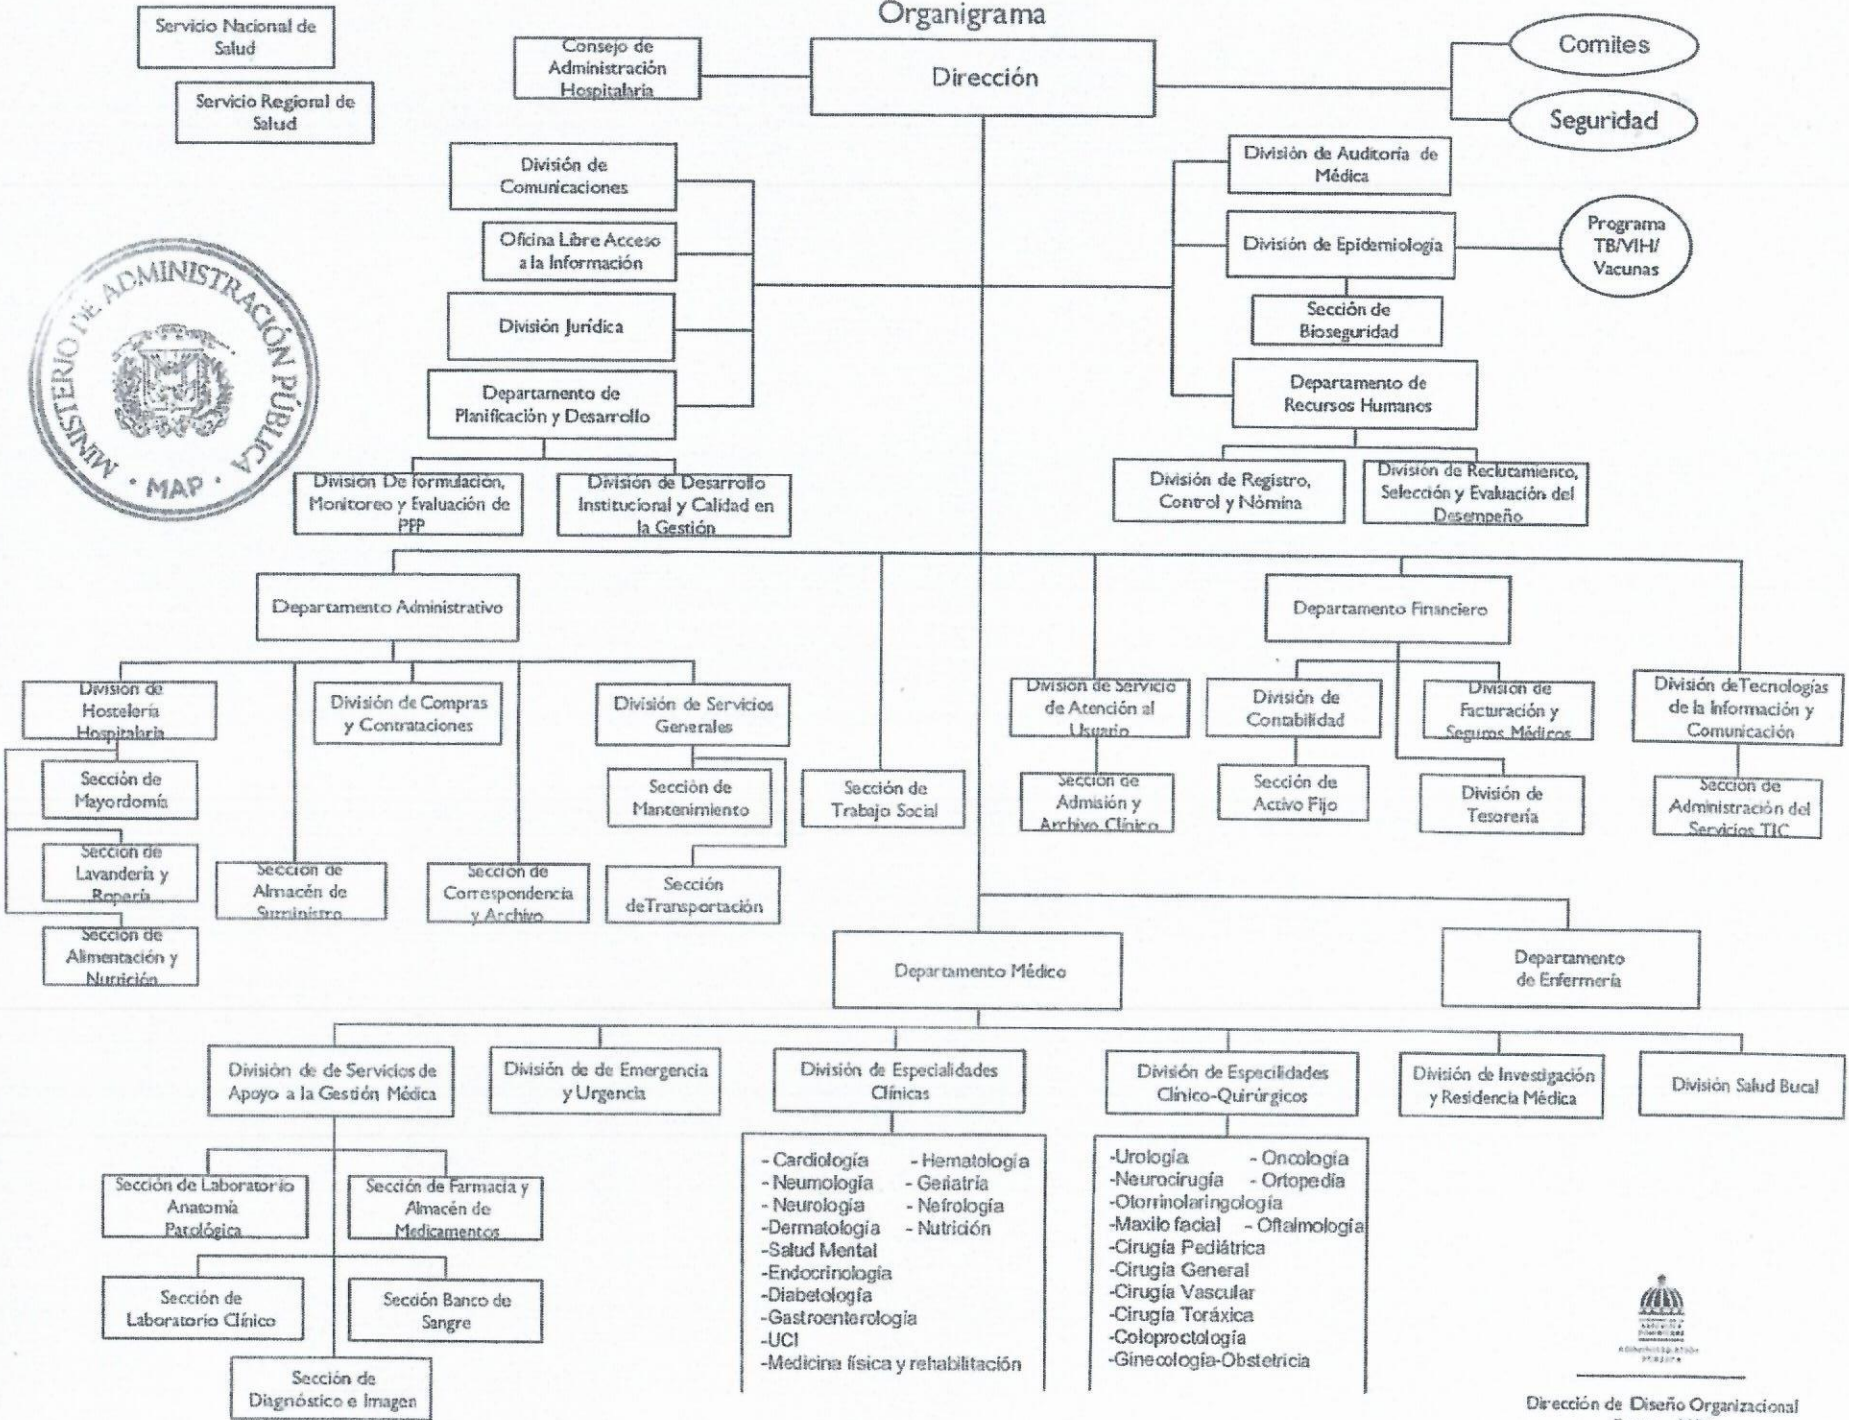 Organigrama
Servicio Nacional de
Salud
Servicio Regional de
Salud
Consejo de
Administración
Hospitalaria
Dirección
Comites
Seguridad
División de
Comunicaciones
Oficina Libre Acceso
a la Información
División Jurídica
Departamento de
Planificación y Desarrollo
División De formulación,
Monitoreo y Evaluación de
PPP
División de Desarrollo
Institucional y Calidad en
la Gestión
División de Auditoría de
Médica
División de Epidemiología
Programa
TB/VIH/
Vacunas
Sección de
Bioseguridad
Departamento de
Recursos Humanos
División de Registro,
Control y Nómina
División de Reclutamiento,
Selección y Evaluación del
Desempeño
MINISTERIO DE ADMINISTRACIÓN PÚBLICA
· MAP ·
Departamento Administrativo
Departamento Financiero
División de
Hostelería
Hospitalaria
Sección de
Mayordomía
Sección de
Lavandería y
Ropería
Sección de
Alimentación y
Nutrición
Sección de
Almacén de
Suministro
División de Compras
y Contrataciones
Sección de
Correspondencia
y Archivo
División de Servicios
Generales
Sección de
Mantenimiento
Sección
deTransportación
Sección de
Trabajo Social
División de Servicio
de Atención al
Usuario
Sección de
Admisión y
Archivo Clínico
División de
Contabilidad
Sección de
Activo Fijo
División de
Facturación y
Seguros Médicos
División de
Tesorería
División deTecnologías
de la Información y
Comunicación
Sección de
Administración del
Servicios TIC
Departamento Médico
Departamento
de Enfermería
División de de Servicios de
Apoyo a la Gestión Médica
División de de Emergencia
y Urgencia
División de Especialidades
Clínicas
División de Especilidades
Clínico-Quirúrgicos
División de Investigación
y Residencia Médica
División Salud Bucal
Sección de Laboratorio
Anatomía
Patológica
Sección de Farmacia y
Almacén de
Medicamentos
Sección de
Laboratorio Clínico
Sección Banco de
Sangre
Sección de
Diagnóstico e Imagen
- Cardiología - Hematología
- Neumología - Geriatría
- Neurología - Nefrología
-Dermatología - Nutrición
-Salud Mental
-Endocrinología
-Diabetología
-Gastroenterología
-UCI
-Medicina física y rehabilitación
-Urología - Oncología
-Neurocirugía - Ortopedia
-Otorrinolaringología
-Maxilo facial - Oftalmología
-Cirugía Pediátrica
-Cirugía General
-Cirugía Vascular
-Cirugía Toráxica
-Coloproctología
-Ginecología-Obstetricia
Dirección de Diseño Organizacional